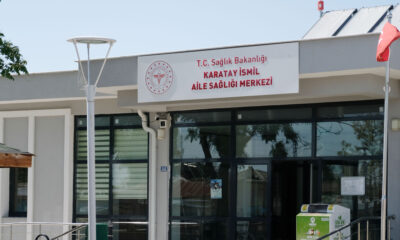 T.C. Sağlık Bakanlığı
KARATAY İSMİL
AİLE SAĞLIĞI MERKEZİ